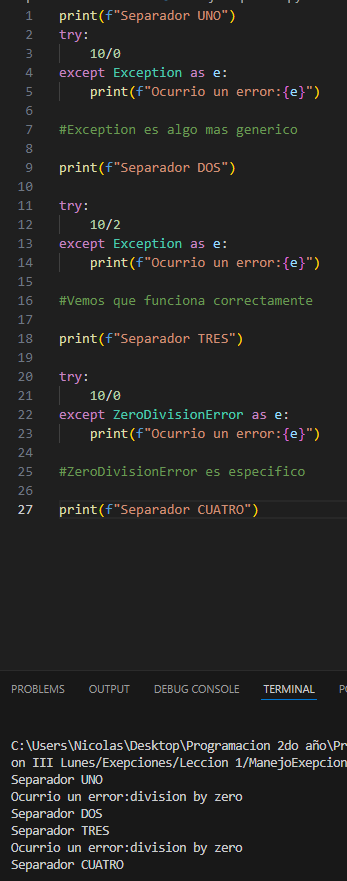 1 print(f"Separador UNO")
2 try:
3     10/0
4 except Exception as e:
5     print(f"Ocurrio un error:{e}")
6
7 #Exception es algo mas generico
8
9 print(f"Separador DOS")
10
11 try:
12     10/2
13 except Exception as e:
14     print(f"Ocurrio un error:{e}")
15
16 #Vemos que funciona correctamente
17
18 print(f"Separador TRES")
19
20 try:
21     10/0
22 except ZeroDivisionError as e:
23     print(f"Ocurrio un error:{e}")
24
25 #ZeroDivisionError es especifico
26
27 print(f"Separador CUATRO")
PROBLEMS OUTPUT DEBUG CONSOLE TERMINAL
C:\Users\Nicolas\Desktop\Programacion 2do año\Pr
on III Lunes/Exepciones/Leccion 1/ManejoExepcion
Separador UNO
Ocurrio un error:division by zero
Separador DOS
Separador TRES
Ocurrio un error:division by zero
Separador CUATRO